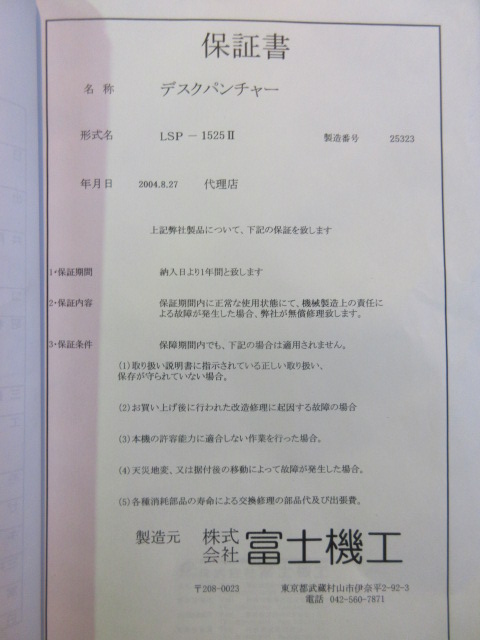 保証書
名 称 デスクパンチャー
形式名 LSP － 1525Ⅱ 製造番号 25323
年月日 2004.8.27 代理店
上記弊社製品について、下記の保証を致します
1・保証期間 納入日より1年間と致します
2・保証内容 保証期間内に正常な使用状態にて、機械製造上の責任に
よる故障が発生した場合、弊社が無償修理致します。
3・保証条件 保障期間内でも、下記の場合は適用されません。
(1)取り扱い説明書に指示されている正しい取り扱い、
保存が守られていない場合。
(2)お買い上げ後に行われた改造修理に起因する故障の場合
(3)本機の許容能力に適合しない作業を行った場合。
(4)天災地変、又は据付後の移動によって故障が発生した場合。
(5)各種消耗部品の寿命による交換修理の部品代及び出張費。
製造元 株式会社 富士機工
〒208-0023 東京都武蔵村山市伊奈平2-92-3
電話 042-560-7871